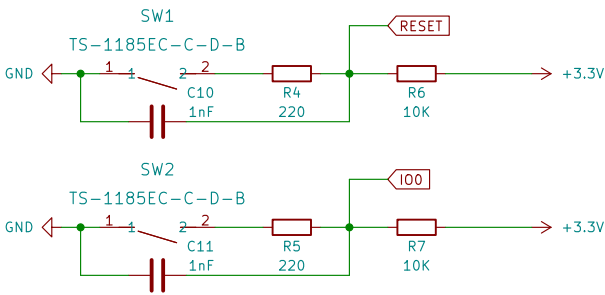 SW1
TS-1185EC-C-D-B
RESET
GND 1 1 2 2 +3.3V
C10 R4 R6
1nF 220 10K
SW2
TS-1185EC-C-D-B
IO0
GND 1 1 2 2 +3.3V
C11 R5 R7
1nF 220 10K